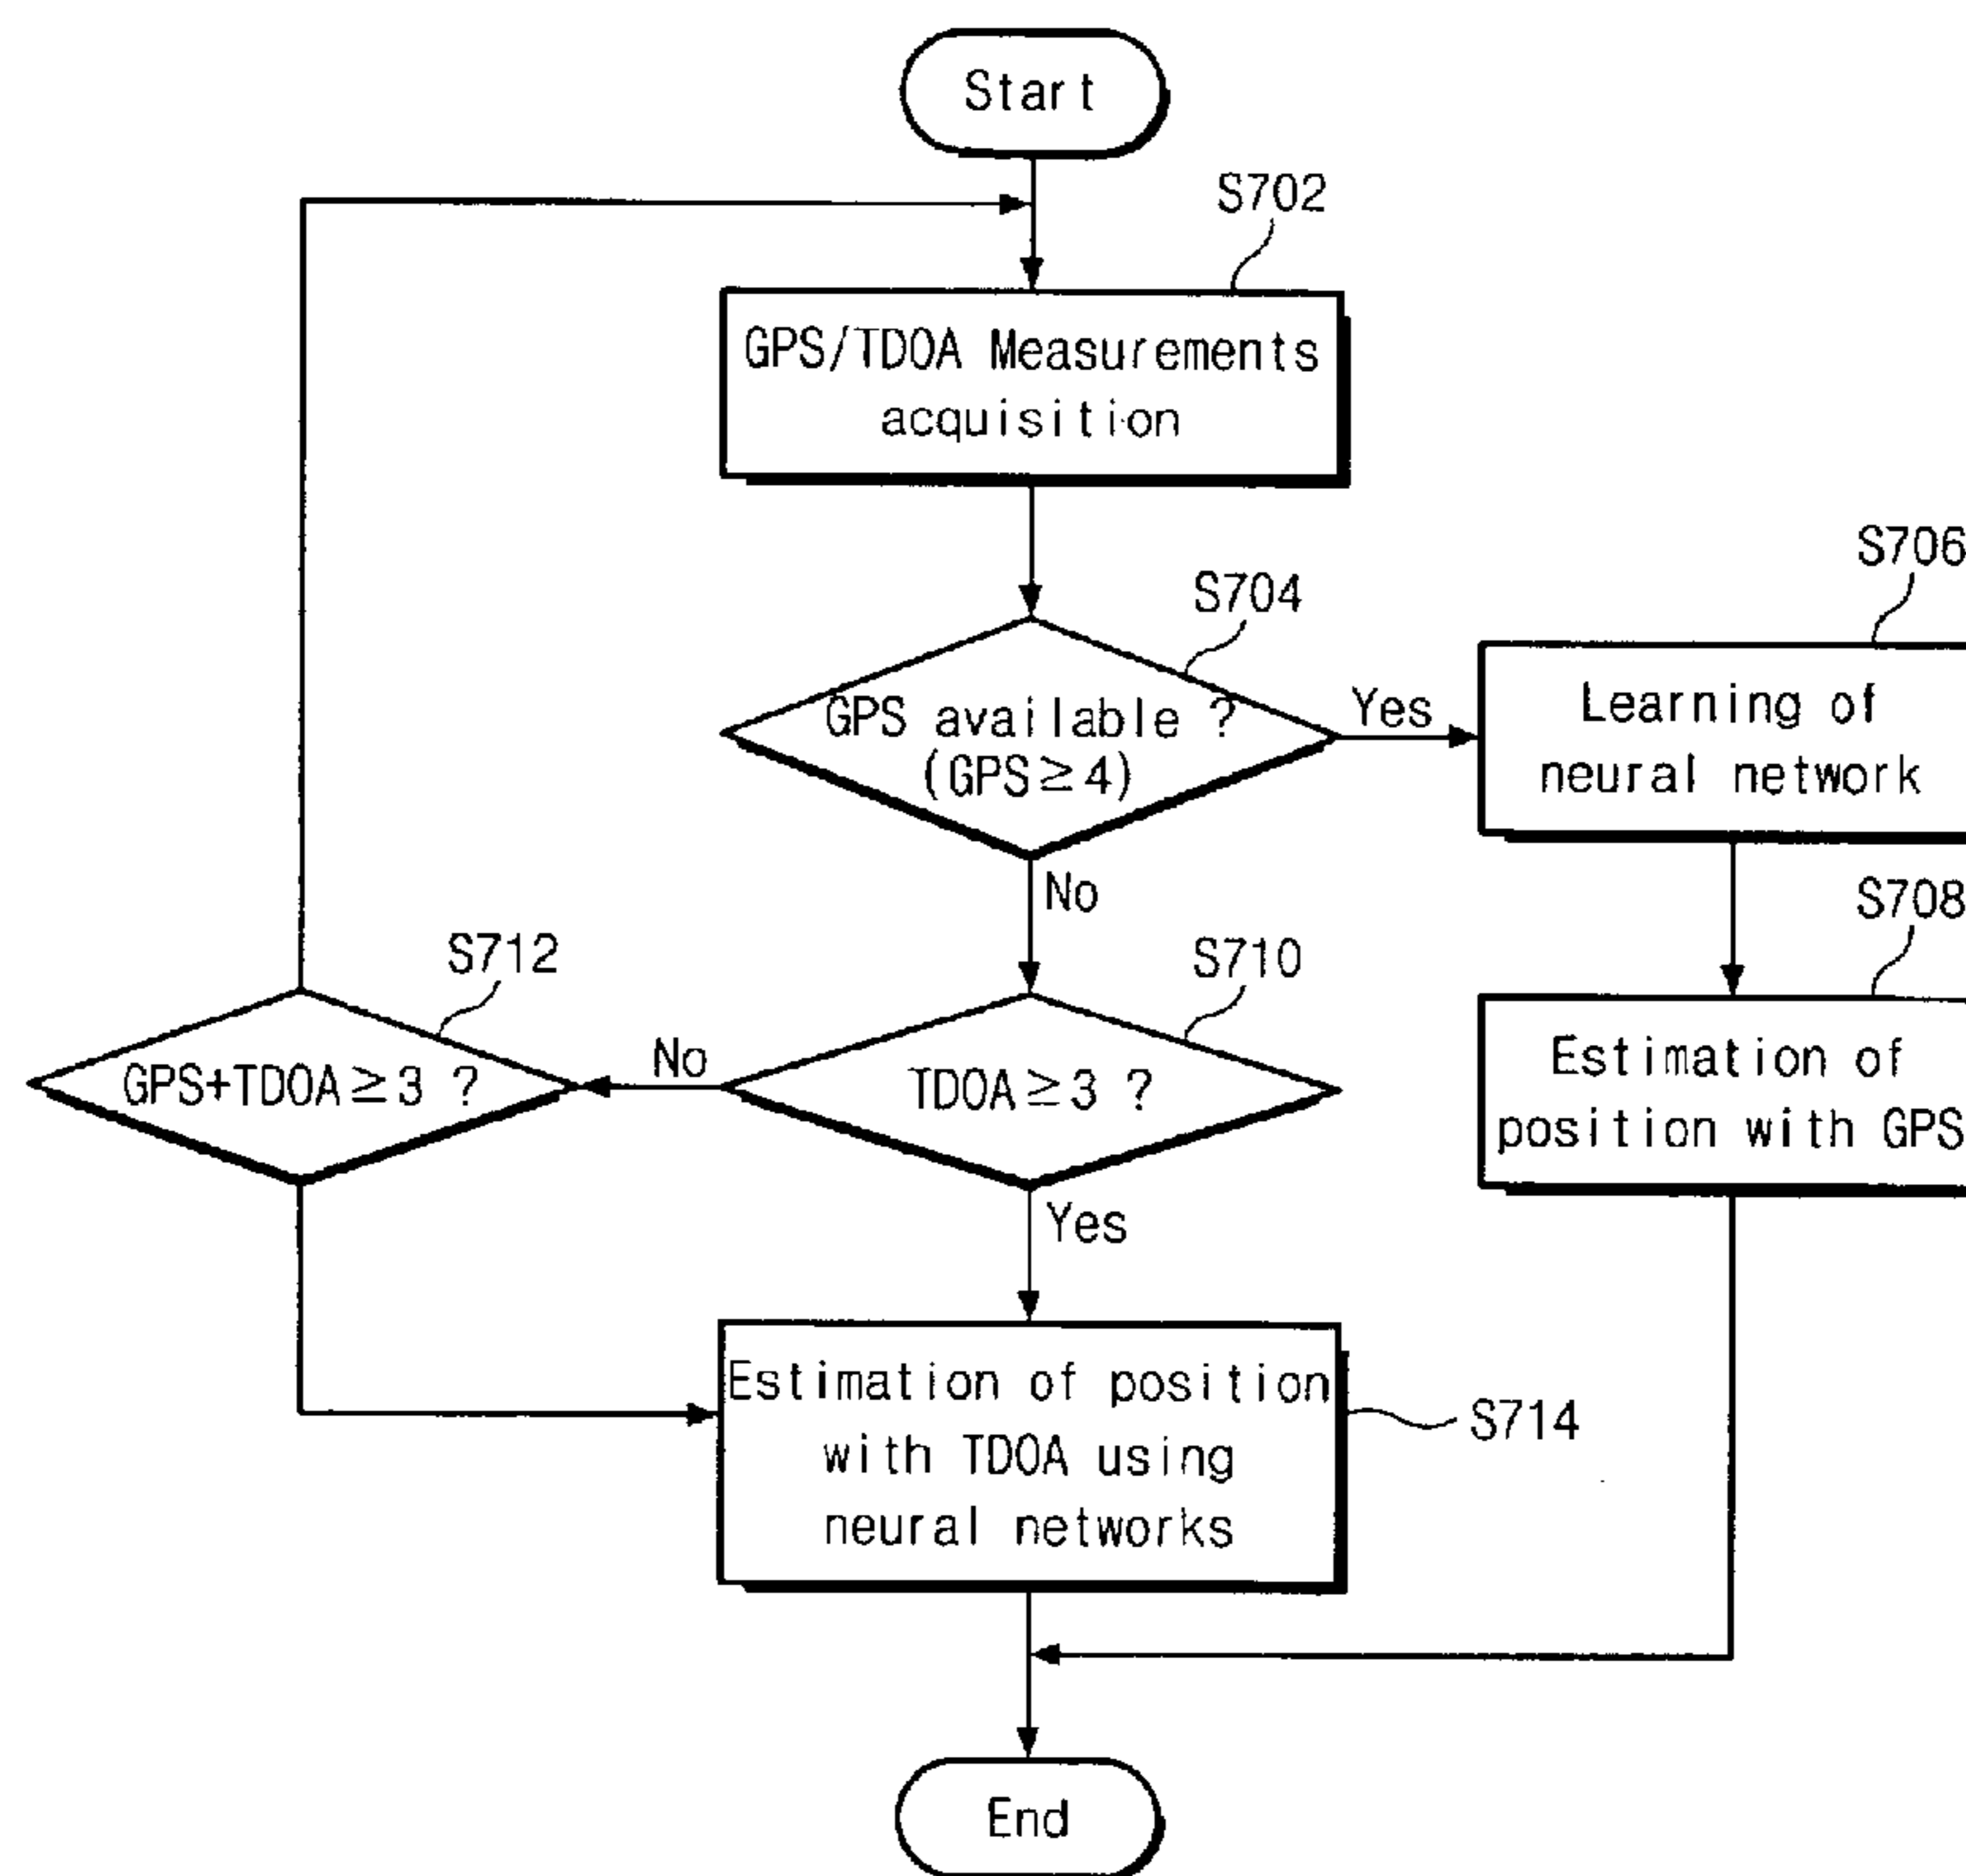 Start
S702
GPS/TDOA Measurements
acquisition
S704
GPS available ?
(GPS≥4)
Yes
No
S706
Learning of
neural network
S708
Estimation of
position with GPS
S710
TDOA≥3 ?
No
Yes
S712
GPS+TDOA≥3 ?
Estimation of position
with TDOA using
neural networks
S714
End